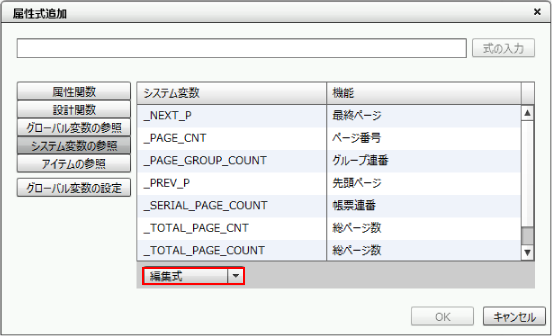 属性式追加
式の入力
属性関数
設計関数
グローバル変数の参照
システム変数の参照
アイテムの参照
グローバル変数の設定
システム変数 機能
_NEXT_P 最終ページ
_PAGE_CNT ページ番号
_PAGE_GROUP_COUNT グループ連番
_PREV_P 先頭ページ
_SERIAL_PAGE_COUNT 帳票連番
_TOTAL_PAGE_CNT 総ページ数
_TOTAL_PAGE_COUNT 総ページ数
編集式
OK キャンセル